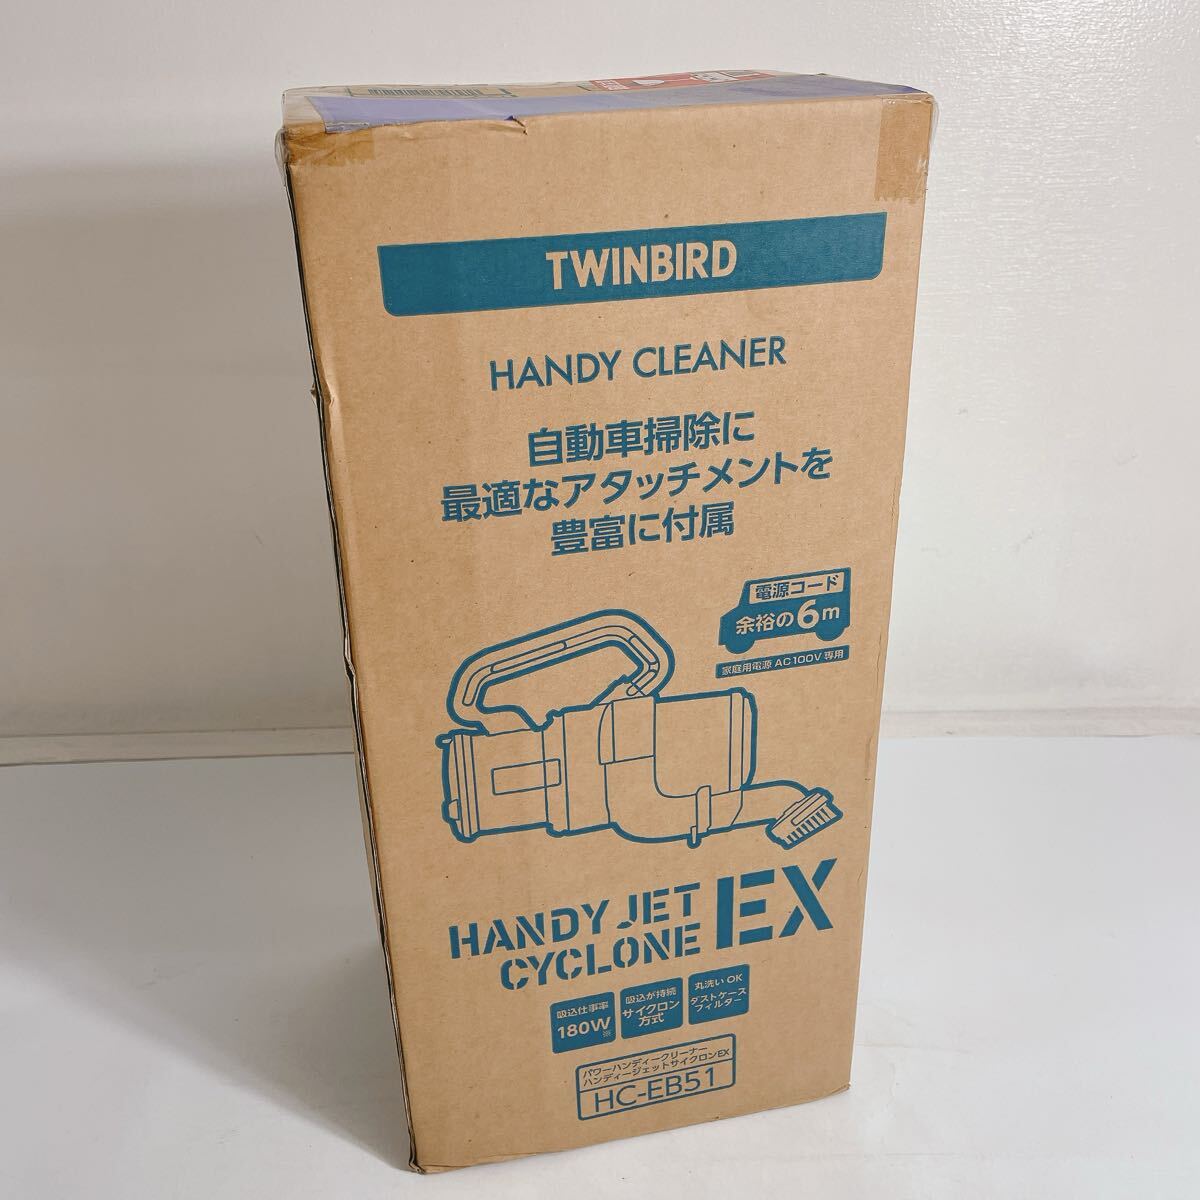 TWINBIRD
HANDY CLEANER
自動車掃除に
最適なアタッチメントを
豊富に付属
電源コード
余裕の6m
家庭用電源 AC100V 専用
HANDY JET
CYCLONE EX
吸込仕事率
180W※
吸込が持続
サイクロン
方式
丸洗い OK
ダストケース
フィルター
パワーハンディークリーナー
ハンディージェットサイクロンEX
HC-EB51